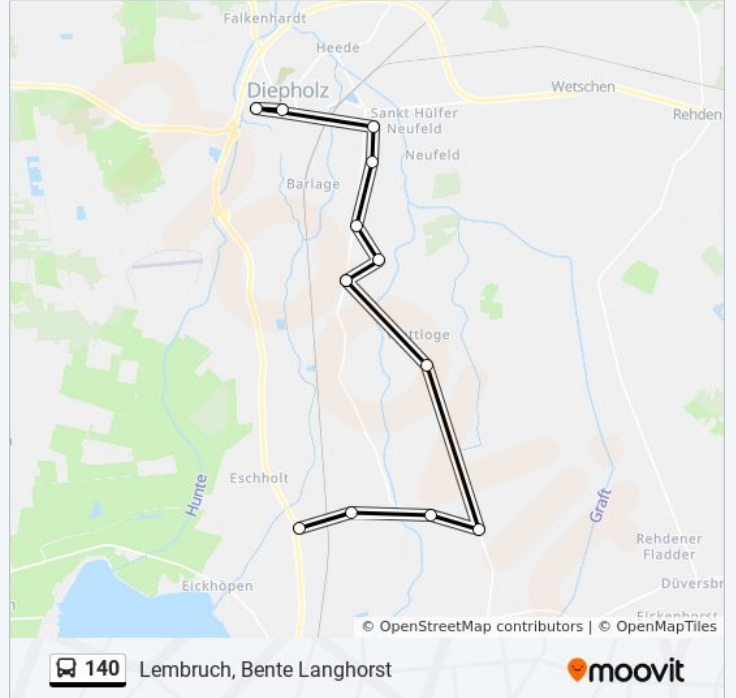 Falkenhardt
Heede
Diepholz
Wetschen
Sankt Hülfer
Neufeld
Rehden
Neufeld
Barlage
Eschholt
Hunte
Graft
Rehdener
Fladder
Eickhöpen
Düversbr
© OpenStreetMap contributors | © OpenMapTiles
140 Lembruch, Bente Langhorst
moovit